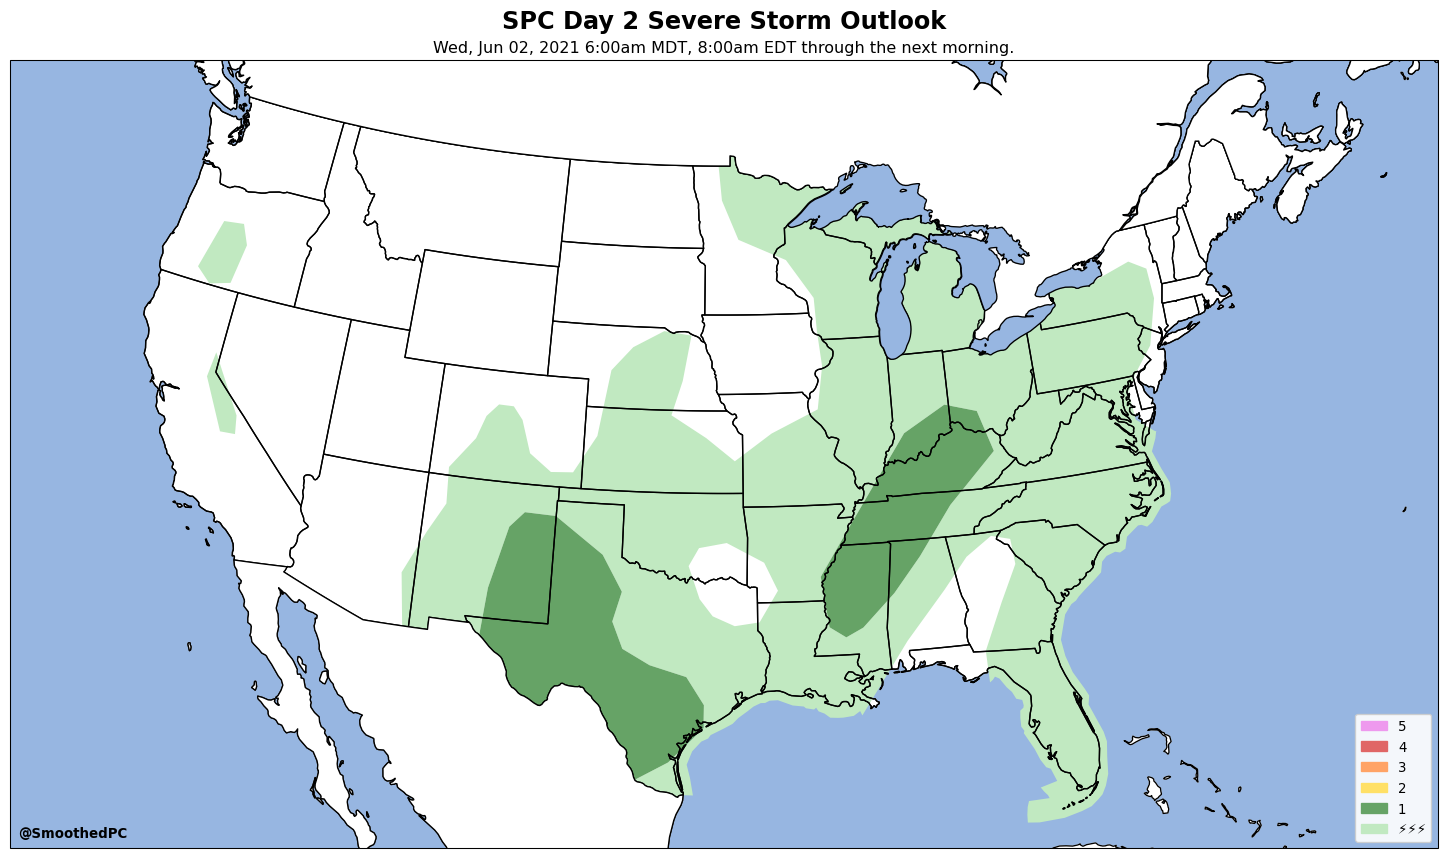 SPC Day 2 Severe Storm Outlook
Wed, Jun 02, 2021 6:00am MDT, 8:00am EDT through the next morning.
5
4
3
2
1
⚡⚡⚡
@SmoothedPC